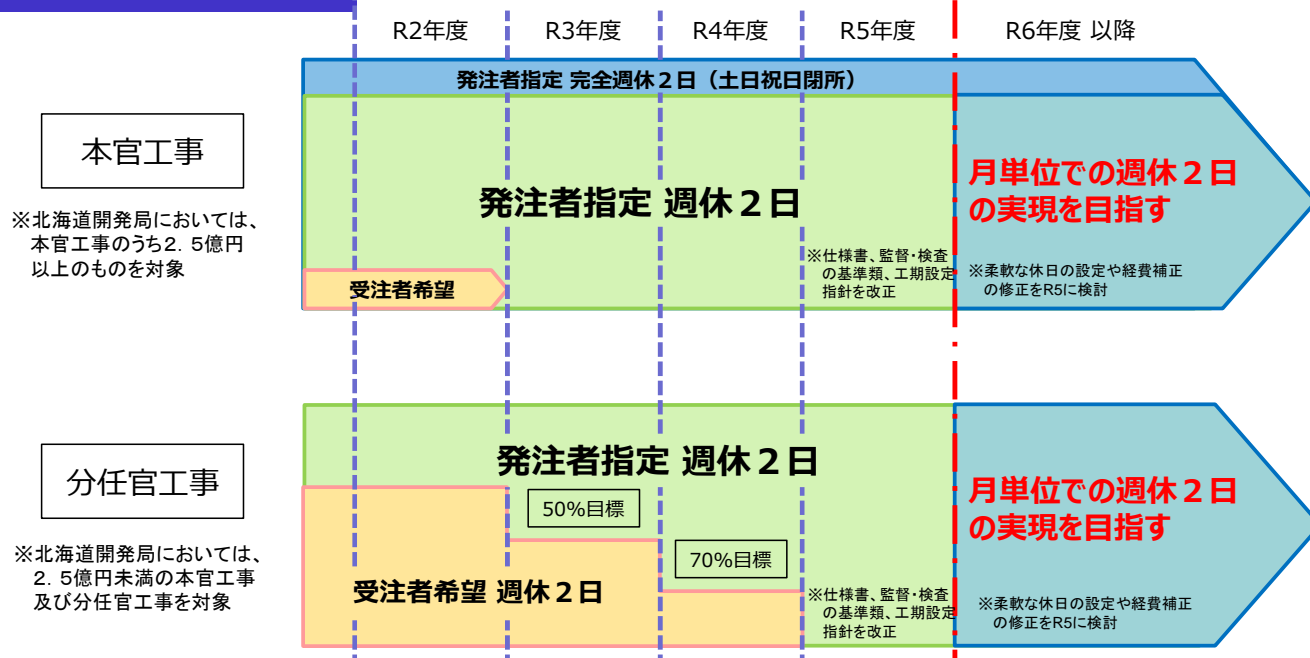 R2年度 R3年度 R4年度 R5年度 R6年度 以降
発注者指定 完全週休２日（土日祝日閉所）
本官工事
※北海道開発局においては、
本官工事のうち2．5億円
以上のものを対象
発注者指定 週休２日
受注者希望
※仕様書、監督・検査
の基準類、工期設定
指針を改正
月単位での週休２日
の実現を目指す
※柔軟な休日の設定や経費補正
の修正をR5に検討
分任官工事
※北海道開発局においては、
2．5億円未満の本官工事
及び分任官工事を対象
発注者指定 週休２日
50%目標
70%目標
受注者希望 週休２日
※仕様書、監督・検査
の基準類、工期設定
指針を改正
月単位での週休２日
の実現を目指す
※柔軟な休日の設定や経費補正
の修正をR5に検討